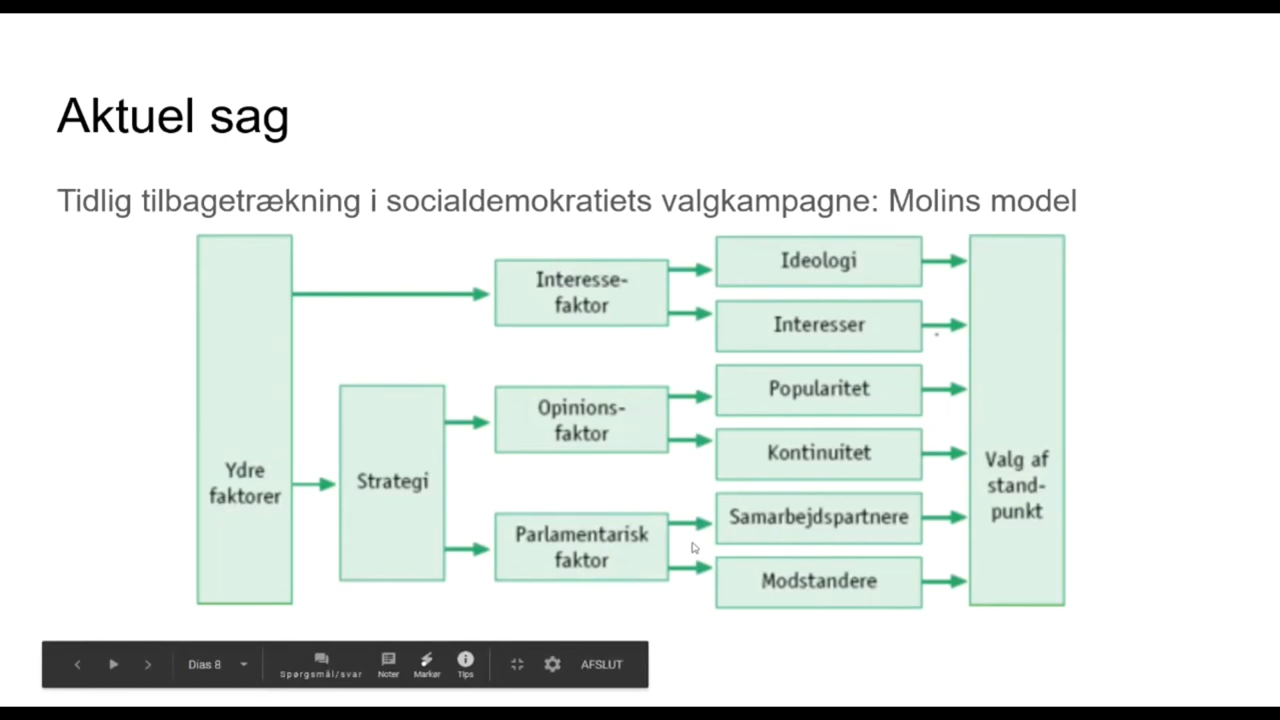 Aktuel sag
Tidlig tilbagetrækning i socialdemokratiets valgkampagne: Molins model
Ydre
faktorer
Strategi
Interesse-
faktor
Opinions-
faktor
Parlamentarisk
faktor
Ideologi
Interesser
Popularitet
Kontinuitet
Samarbejdspartnere
Modstandere
Valg af
stand-
punkt
Dias 8
Spørgsmål/svar
Noter
Markør
Tips
AFSLUT